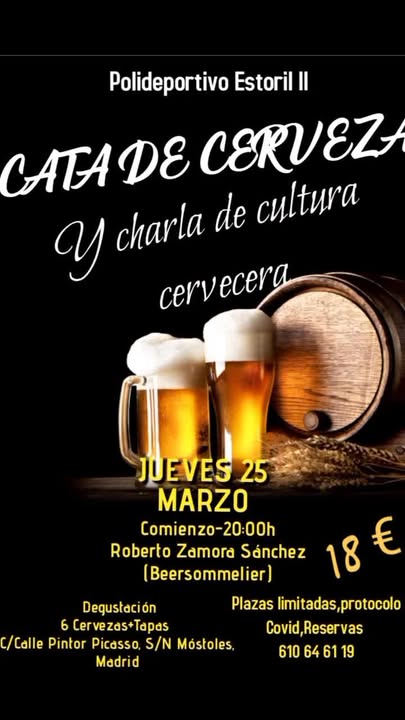 Polideportivo Estoril II
CATA DE CERVEZA
Y charla de cultura
cervecera
JUEVES 25
MARZO
Comienzo-20:00h
Roberto Zamora Sánchez
(Beersommelier)
18 €
Degustación
6 Cervezas+Tapas
C/Calle Pintor Picasso, S/N Móstoles,
Madrid
Plazas limitadas,protocolo
Covid,Reservas
610 64 61 19